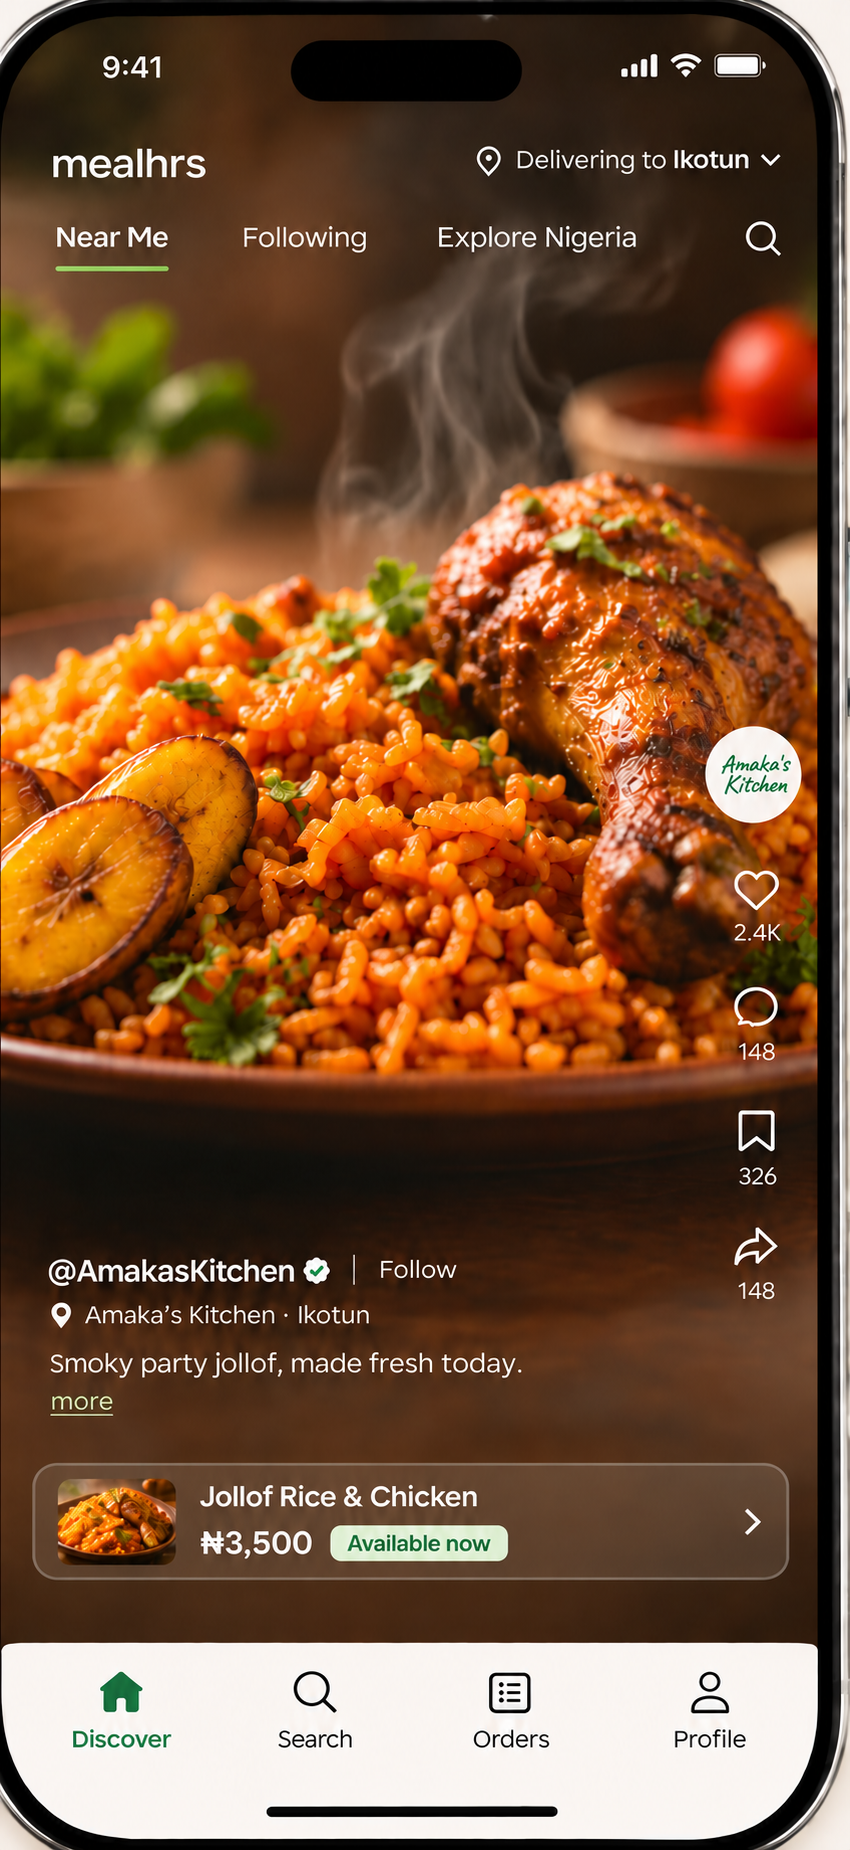 9:41
mealhrs
Delivering to Ikotun
Near Me
Following
Explore Nigeria
Amaka's
Kitchen
2.4K
148
326
148
@AmakasKitchen
Follow
Amaka’s Kitchen · Ikotun
Smoky party jollof, made fresh today.
more
Jollof Rice & Chicken
₦3,500
Available now
Discover
Search
Orders
Profile